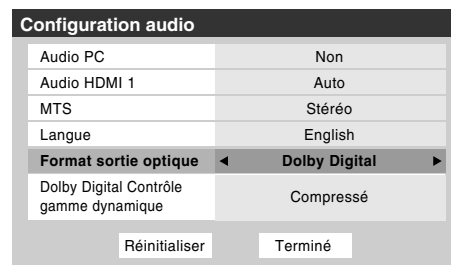 Configuration audio
Audio PC Non
Audio HDMI 1 Auto
MTS Stéréo
Langue English
Format sortie optique ◄ Dolby Digital ►
Dolby Digital Contrôle
gamme dynamique Compressé
Réinitialiser Terminé